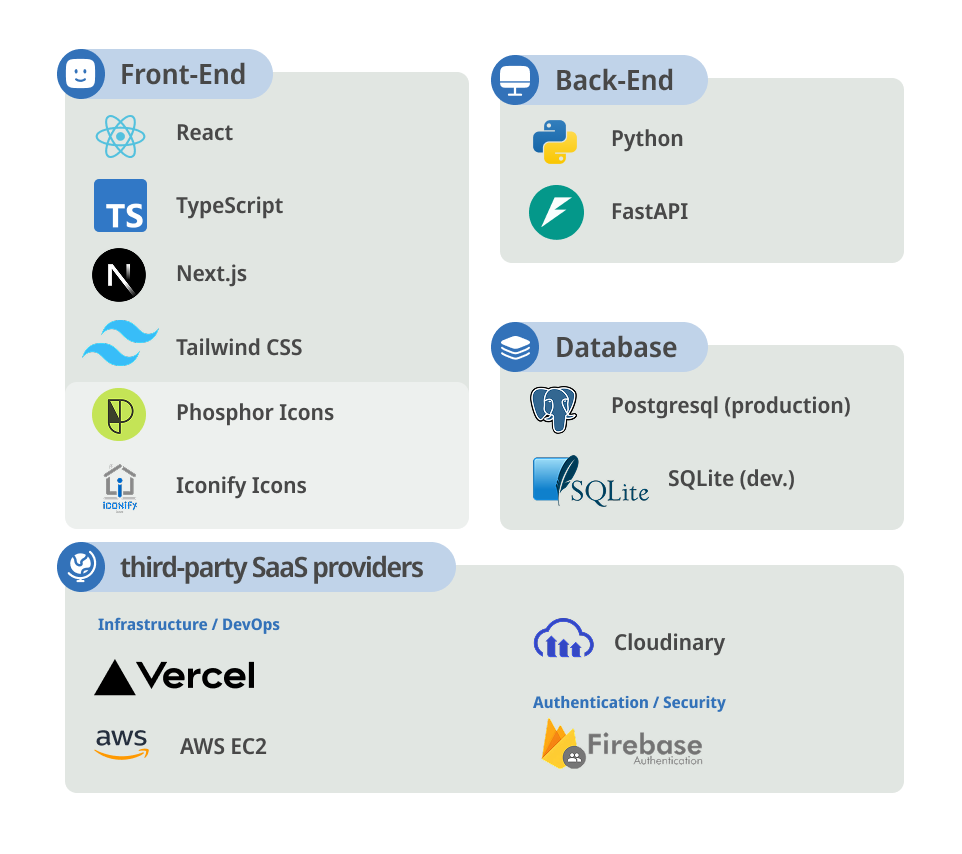 Front-End
React
TS
TypeScript
N
Next.js
Tailwind CSS
Phosphor Icons
iconify
Iconify Icons
Back-End
Python
FastAPI
Database
Postgresql (production)
SQLite
SQLite (dev.)
third-party SaaS providers
Infrastructure / DevOps
Vercel
aws
AWS EC2
Cloudinary
Authentication / Security
Firebase
Authentication